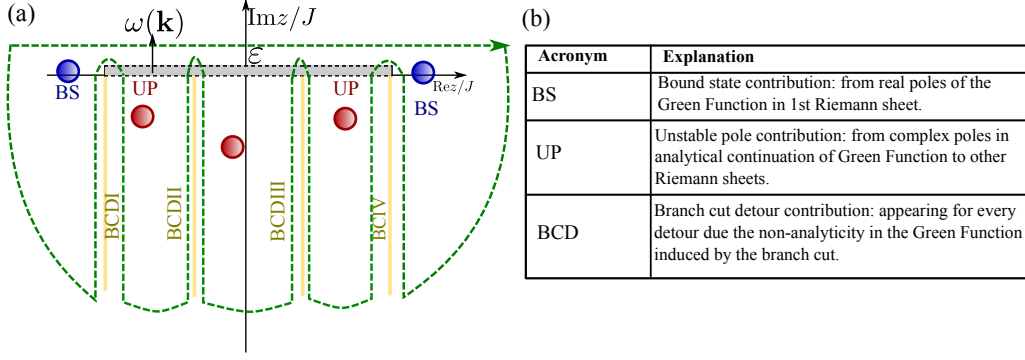 (a)
ω(k)
Imz/J
ε
BS
UP
UP
Rez/J
BS
BCDI
BCDII
BCDIII
BCIV
(b)
Acronym Explanation
BS Bound state contribution: from real poles of the
Green Function in 1st Riemann sheet.
UP Unstable pole contribution: from complex poles in
analytical continuation of Green Function to other
Riemann sheets.
BCD Branch cut detour contribution: appearing for every
detour due the non-analyticity in the Green Function
induced by the branch cut.